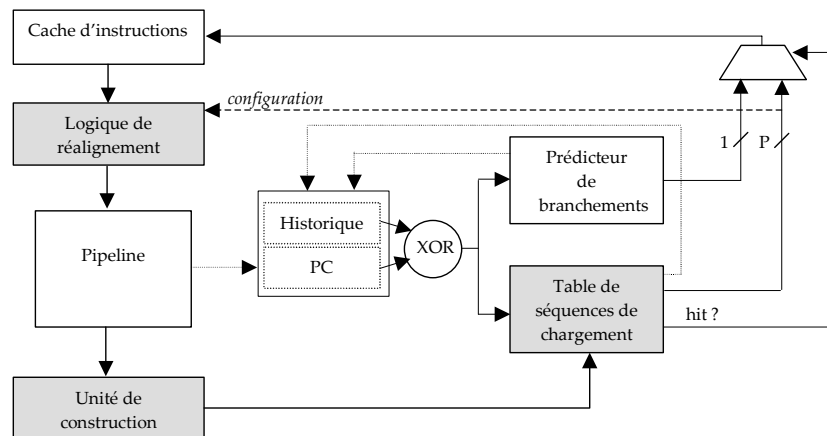 Cache d'instructions
configuration
Logique de
réalignement
1
P
Prédicteur
de
branchements
Historique
XOR
Pipeline
PC
Table de
séquences de
chargement
hit ?
Unité de
construction